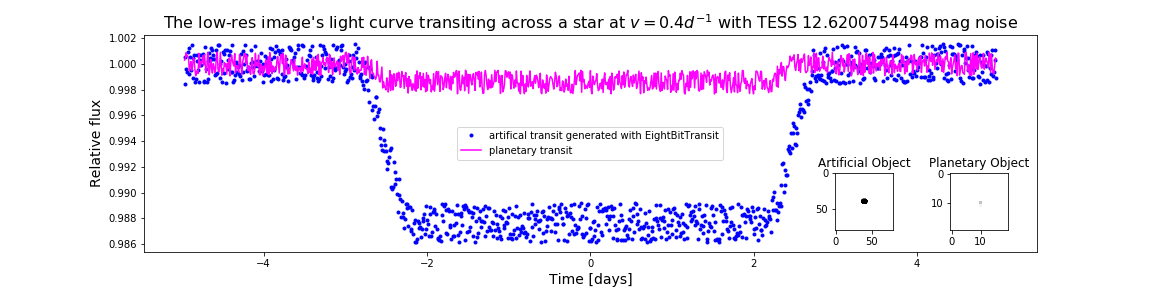 The low-res image's light curve transiting across a star at v = 0.4d⁻¹ with TESS 12.6200754498 mag noise
Relative flux
1.002
1.000
0.998
0.996
0.994
0.992
0.990
0.988
0.986
artifical transit generated with EightBitTransit
planetary transit
Artificial Object
0
50
0 50
Planetary Object
0
10
0 10
−4 −2 0 2 4
Time [days]